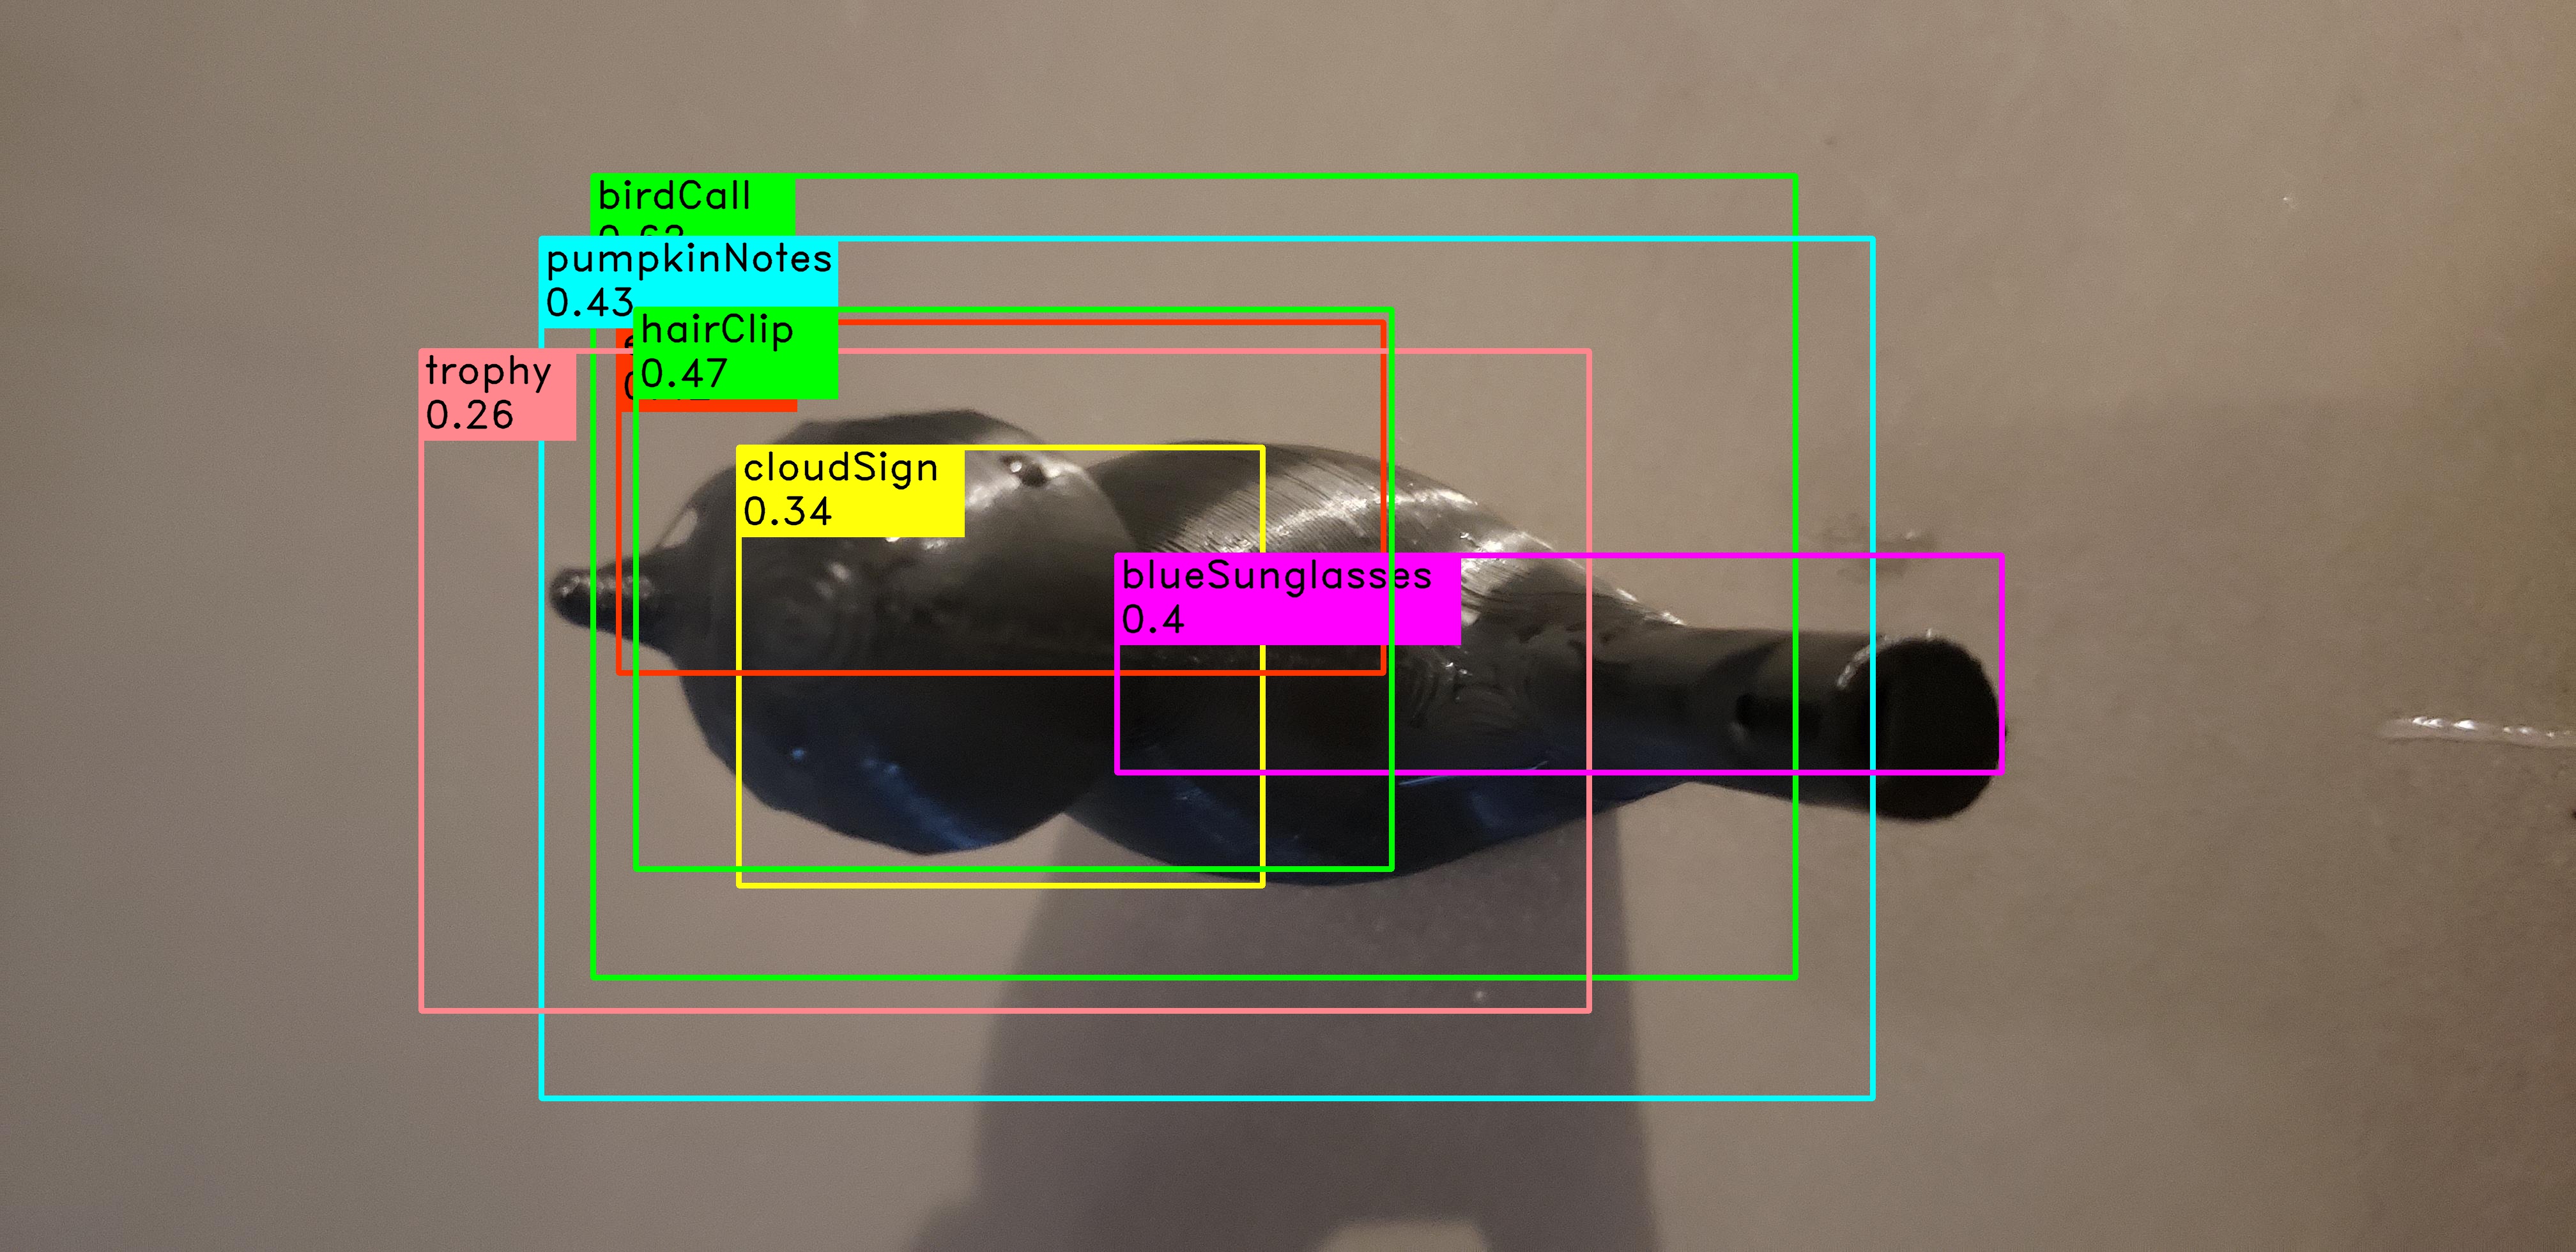 birdCall
pumpkinNotes
0.43
hairClip
0.47
trophy
0.26
cloudSign
0.34
blueSunglasses
0.4